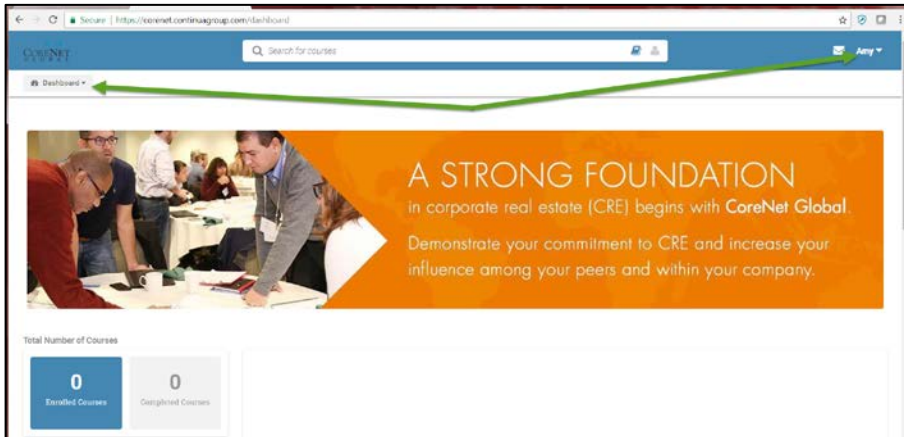 Secure | https://corenet.continuagroup.com/dashboard
CORENET
GLOBAL
Search for courses
Amy
Dashboard
A STRONG FOUNDATION
in corporate real estate (CRE) begins with CoreNet Global.
Demonstrate your commitment to CRE and increase your
influence among your peers and within your company.
Total Number of Courses
0
Enrolled Courses
0
Completed Courses